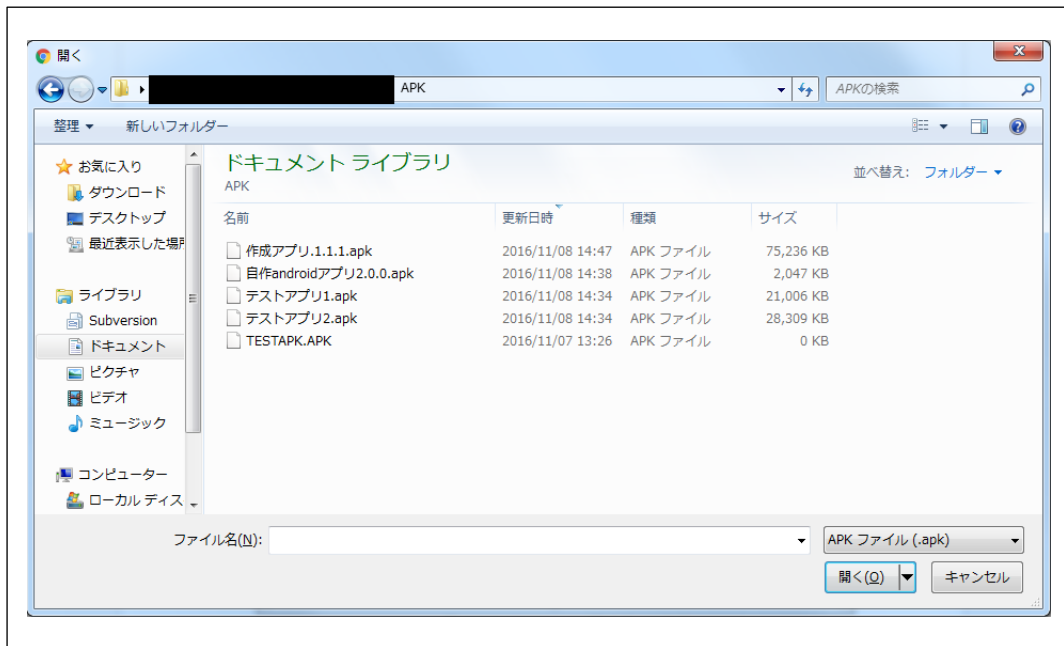 開く
APK
APKの検索
整理 新しいフォルダー
お気に入り
ダウンロード
デスクトップ
最近表示した場所
ライブラリ
Subversion
ドキュメント
ピクチャ
ビデオ
ミュージック
コンピューター
ローカル ディス
ドキュメント ライブラリ
APK
並べ替え: フォルダー
名前 更新日時 種類 サイズ
作成アプリ.1.1.1.apk 2016/11/08 14:47 APK ファイル 75,236 KB
自作androidアプリ2.0.0.apk 2016/11/08 14:38 APK ファイル 2,047 KB
テストアプリ1.apk 2016/11/08 14:34 APK ファイル 21,006 KB
テストアプリ2.apk 2016/11/08 14:34 APK ファイル 28,309 KB
TESTAPK.APK 2016/11/07 13:26 APK ファイル 0 KB
ファイル名(N):
APK ファイル (.apk)
開く(O) キャンセル